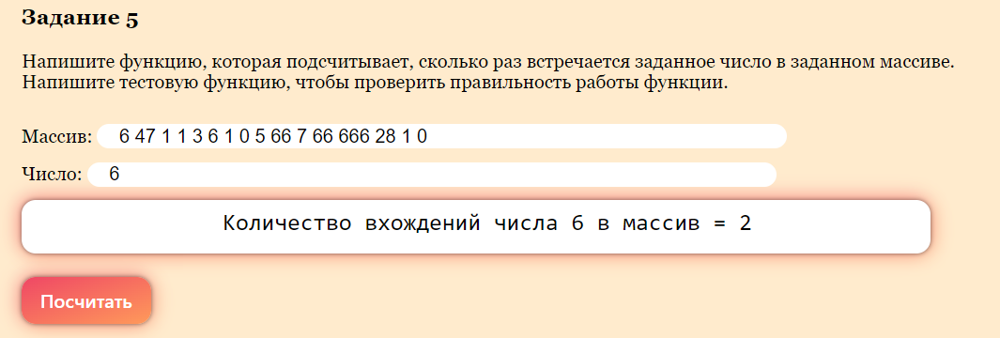 Задание 5
Напишите функцию, которая подсчитывает, сколько раз встречается заданное число в заданном массиве.
Напишите тестовую функцию, чтобы проверить правильность работы функции.
Массив: 6 47 1 1 3 6 1 0 5 66 7 66 666 28 1 0
Число: 6
Количество вхождений числа 6 в массив = 2
Посчитать